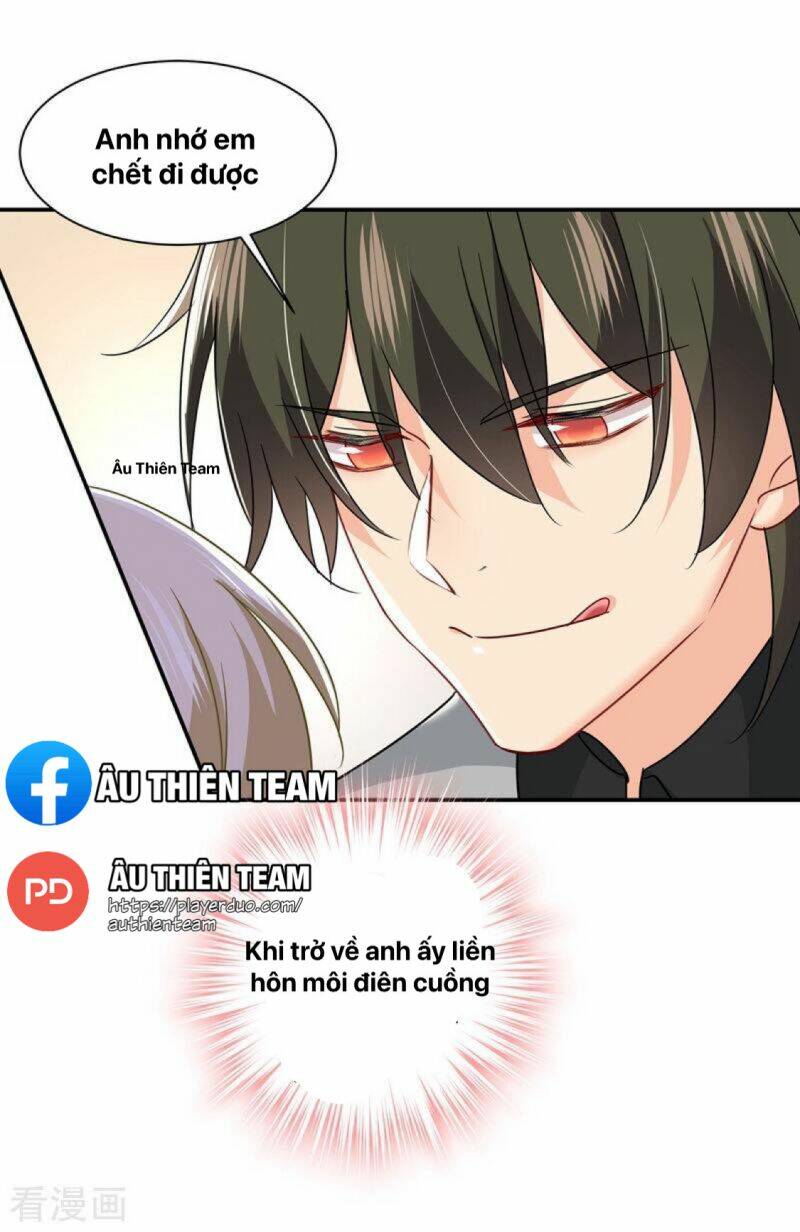 Anh nhớ em
chết đi được
Âu Thiên Team
ÂU THIÊN TEAM
PD
ÂU THIÊN TEAM
https://playerduo.com/
authienteam
Khi trở về anh ấy liền
hôn môi điên cuồng
看漫画